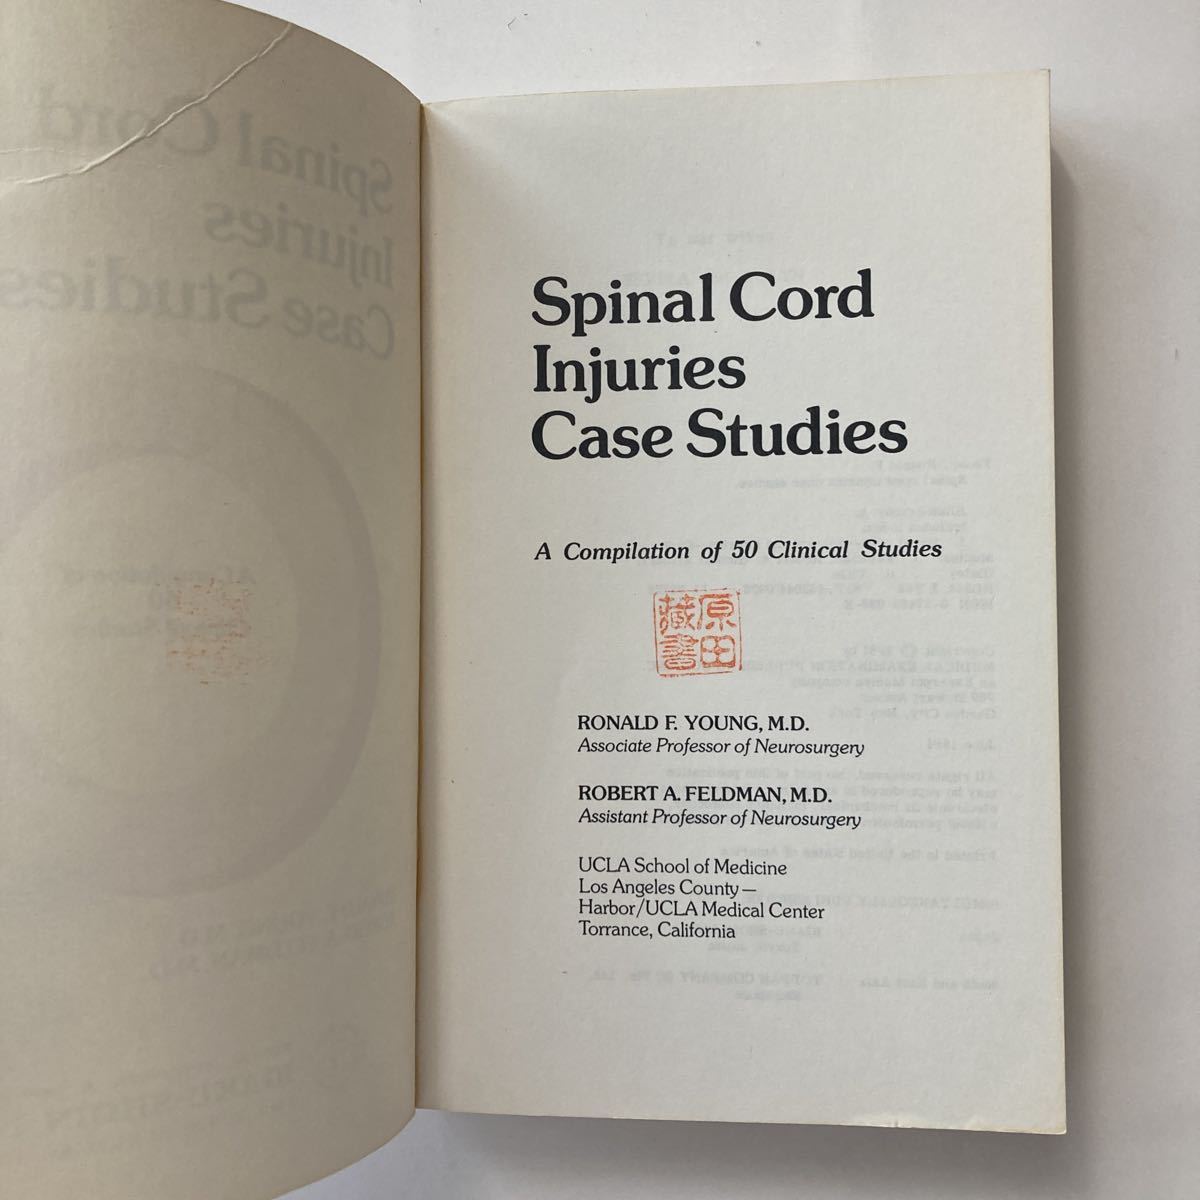 Spinal Cord
Injuries
Case Studies
A Compilation of 50 Clinical Studies
原田
蔵書
RONALD F. YOUNG, M.D.
Associate Professor of Neurosurgery
ROBERT A. FELDMAN, M.D.
Assistant Professor of Neurosurgery
UCLA School of Medicine
Los Angeles County—
Harbor/UCLA Medical Center
Torrance, California